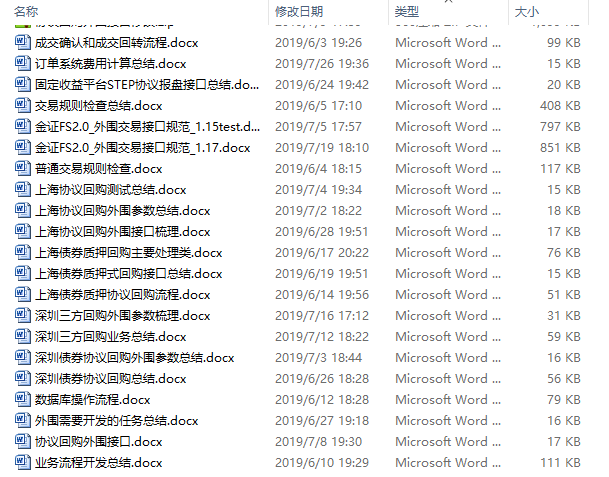 名称 修改日期 类型 大小
成交确认和成交回转流程.docx 2019/6/3 19:26 Microsoft Word ... 99 KB
订单系统费用计算总结.docx 2019/7/26 19:36 Microsoft Word ... 15 KB
固定收益平台STEP协议报盘接口总结.do... 2019/6/24 19:42 Microsoft Word ... 20 KB
交易规则检查总结.docx 2019/6/5 17:10 Microsoft Word ... 408 KB
金证FS2.0_外围交易接口规范_1.15test.d... 2019/7/5 17:57 Microsoft Word ... 797 KB
金证FS2.0_外围交易接口规范_1.17.docx 2019/7/19 18:10 Microsoft Word ... 851 KB
普通交易规则检查.docx 2019/6/4 18:15 Microsoft Word ... 117 KB
上海协议回购测试总结.docx 2019/7/4 19:34 Microsoft Word ... 15 KB
上海协议回购外围参数总结.docx 2019/7/2 18:22 Microsoft Word ... 18 KB
上海协议回购外围接口梳理.docx 2019/6/28 19:51 Microsoft Word ... 17 KB
上海债券质押回购主要处理类.docx 2019/6/17 20:22 Microsoft Word ... 76 KB
上海债券质押式回购接口总结.docx 2019/6/19 19:51 Microsoft Word ... 15 KB
上海债券质押协议回购流程.docx 2019/6/14 19:56 Microsoft Word ... 51 KB
深圳三方回购外围参数梳理.docx 2019/7/16 17:12 Microsoft Word ... 31 KB
深圳三方回购业务总结.docx 2019/7/12 18:22 Microsoft Word ... 59 KB
深圳债券协议回购外围参数总结.docx 2019/7/3 18:44 Microsoft Word ... 16 KB
深圳债券协议回购总结.docx 2019/6/26 18:28 Microsoft Word ... 56 KB
数据库操作流程.docx 2019/6/12 18:28 Microsoft Word ... 79 KB
外围需要开发的任务总结.docx 2019/6/27 19:18 Microsoft Word ... 16 KB
协议回购外围接口.docx 2019/7/8 19:30 Microsoft Word ... 17 KB
业务流程开发总结.docx 2019/6/10 19:29 Microsoft Word ... 111 KB